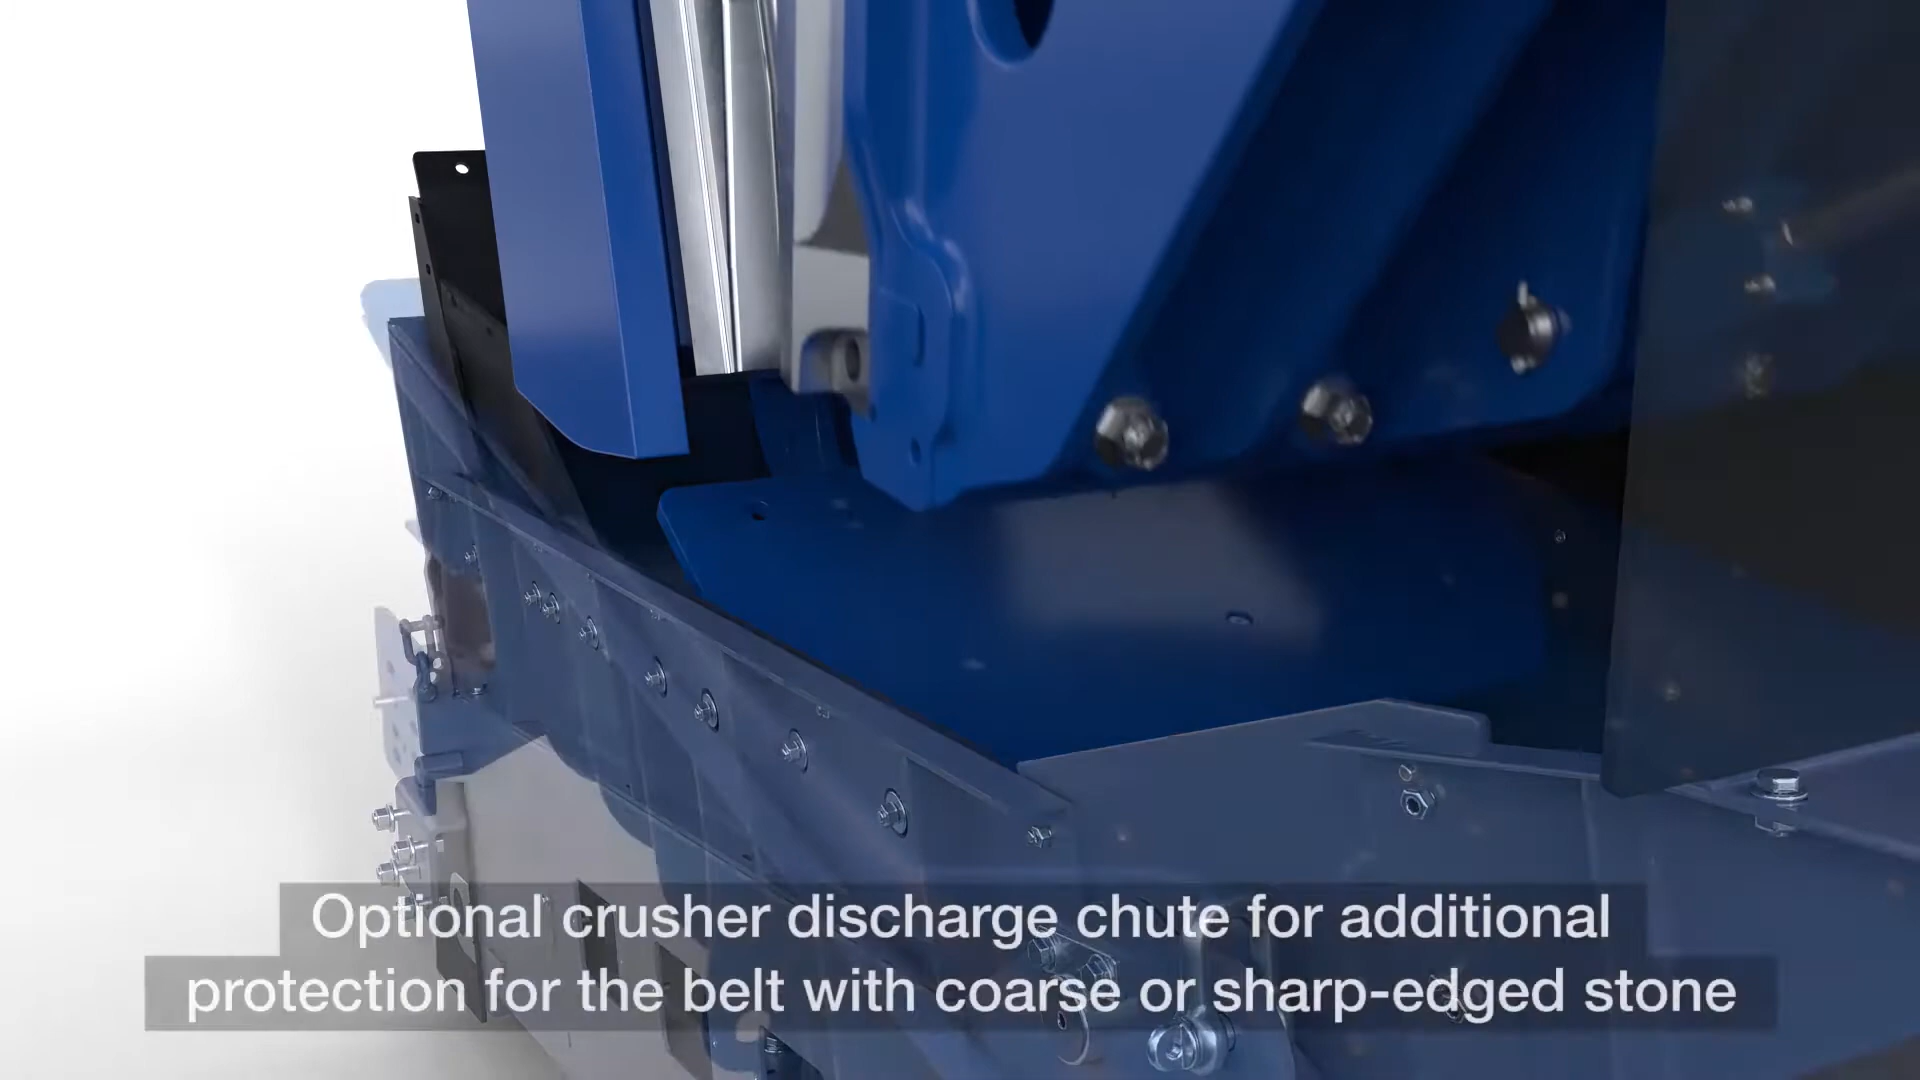 Optional crusher discharge chute for additional
protection for the belt with coarse or sharp-edged stone